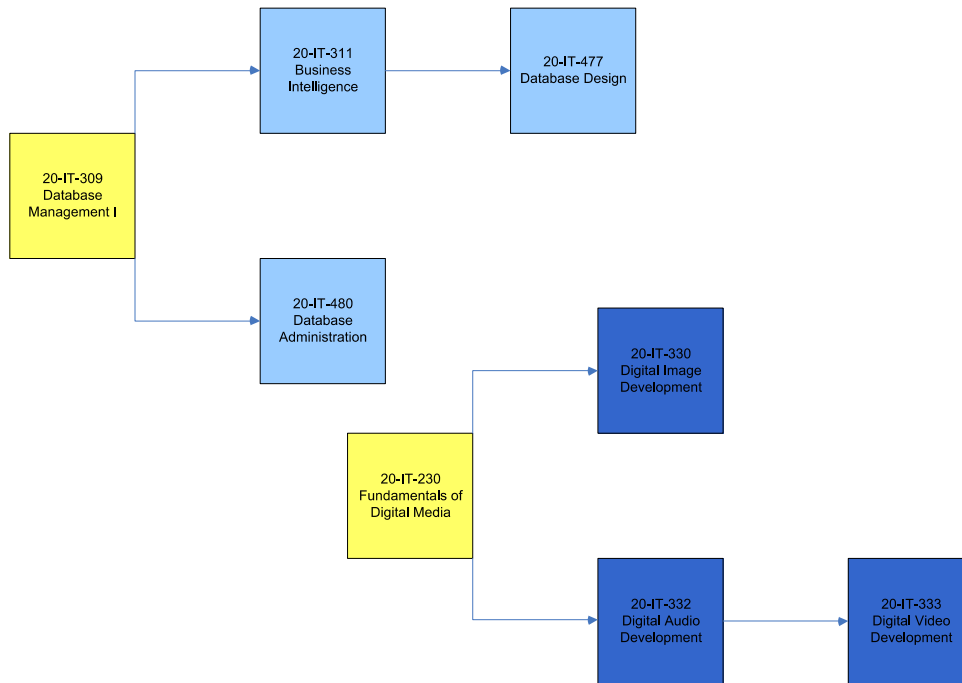 20-IT-311
Business
Intelligence
20-IT-477
Database Design
20-IT-309
Database
Management I
20-IT-480
Database
Administration
20-IT-330
Digital Image
Development
20-IT-230
Fundamentals of
Digital Media
20-IT-332
Digital Audio
Development
20-IT-333
Digital Video
Development